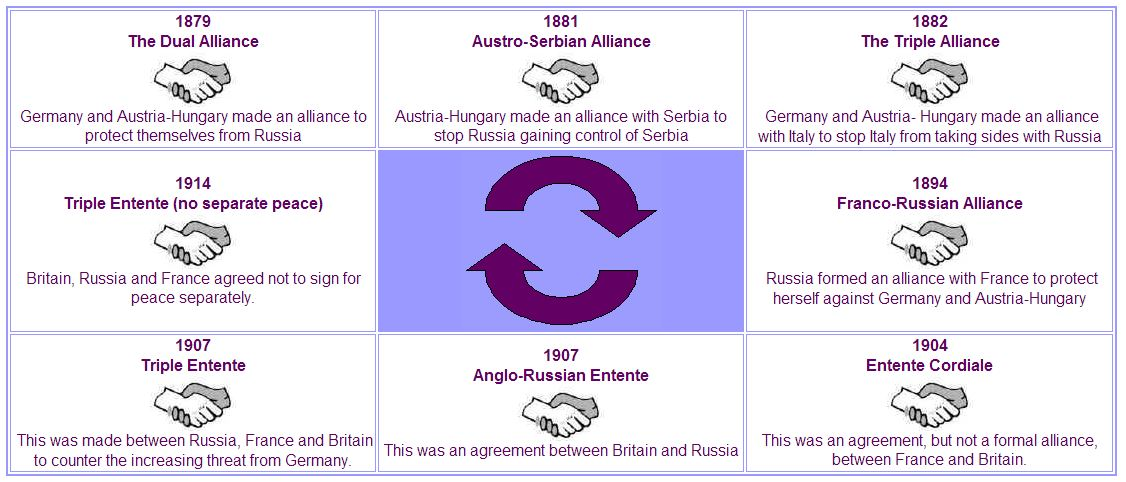 1879
The Dual Alliance
Germany and Austria-Hungary made an alliance to
protect themselves from Russia
1881
Austro-Serbian Alliance
Austria-Hungary made an alliance with Serbia to
stop Russia gaining control of Serbia
1882
The Triple Alliance
Germany and Austria- Hungary made an alliance
with Italy to stop Italy from taking sides with Russia
1914
Triple Entente (no separate peace)
Britain, Russia and France agreed not to sign for
peace separately.
1894
Franco-Russian Alliance
Russia formed an alliance with France to protect
herself against Germany and Austria-Hungary
1907
Triple Entente
This was made between Russia, France and Britain
to counter the increasing threat from Germany.
1907
Anglo-Russian Entente
This was an agreement between Britain and Russia
1904
Entente Cordiale
This was an agreement, but not a formal alliance,
between France and Britain.